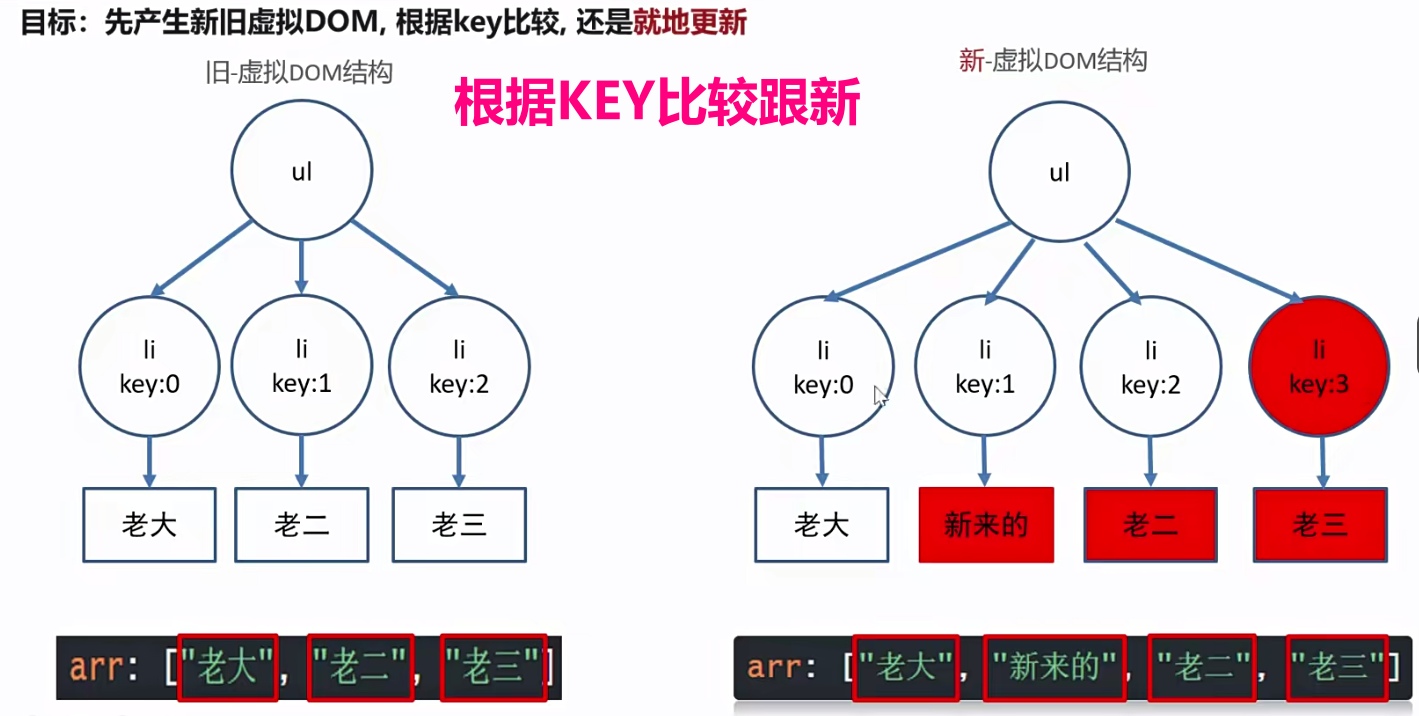 目标：先产生新旧虚拟DOM, 根据key比较, 还是就地更新
旧-虚拟DOM结构
新-虚拟DOM结构
根据KEY比较跟新
ul
ul
li
key:0
li
key:1
li
key:2
li
key:0
li
key:1
li
key:2
li
key:3
老大
老二
老三
老大
新来的
老二
老三
arr: ["老大", "老二", "老三"]
arr: ["老大", "新来的", "老二", "老三"]